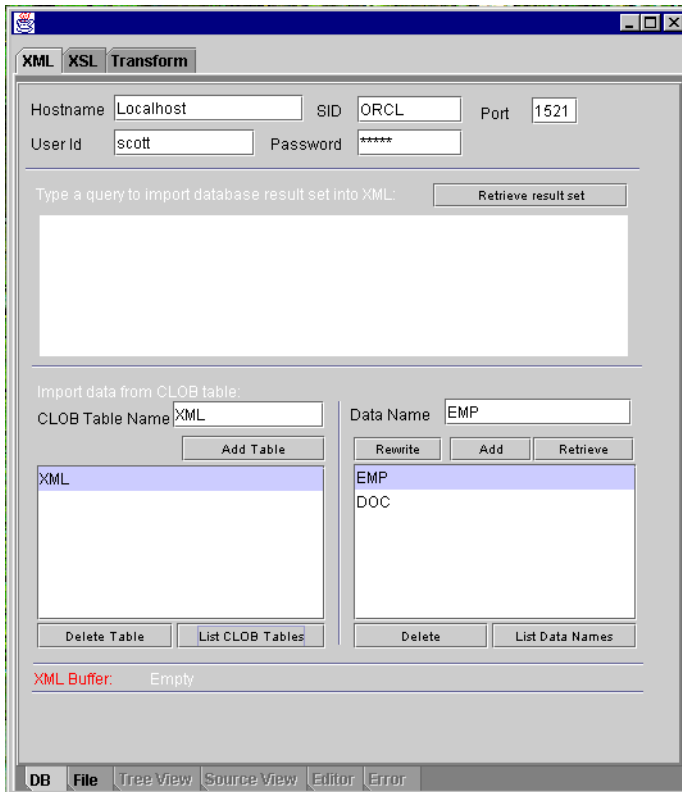 XML XSL Transform
Hostname Localhost SID ORCL Port 1521
User Id scott Password *****
Type a query to import database result set into XML: Retrieve result set
Import data from CLOB table:
CLOB Table Name XML Data Name EMP
Add Table Rewrite Add Retrieve
XML EMP
DOC
Delete Table List CLOB Tables Delete List Data Names
XML Buffer: Empty
DB File Tree View Source View Editor Error